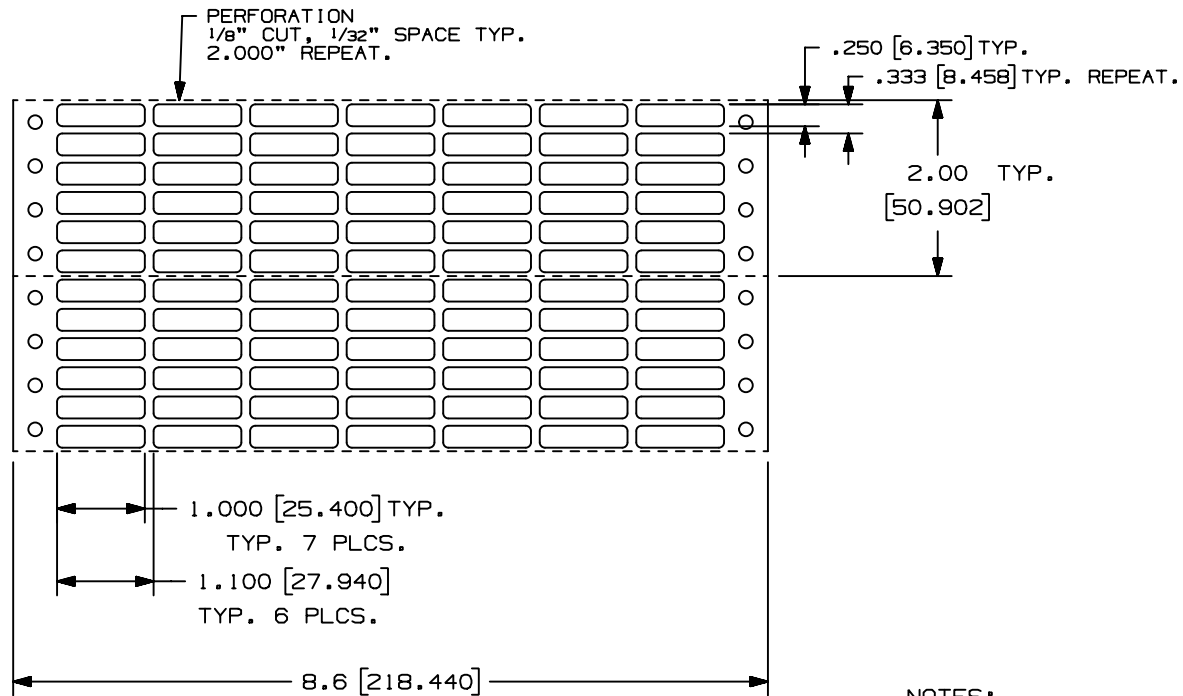 PERFORATION
1/8" CUT, 1/32" SPACE TYP.
2.000" REPEAT.
.250 [6.350] TYP.
.333 [8.458] TYP. REPEAT.
2.00 TYP.
[50.902]
1.000 [25.400] TYP.
TYP. 7 PLCS.
1.100 [27.940]
TYP. 6 PLCS.
8.6 [218.440]
NOTES: